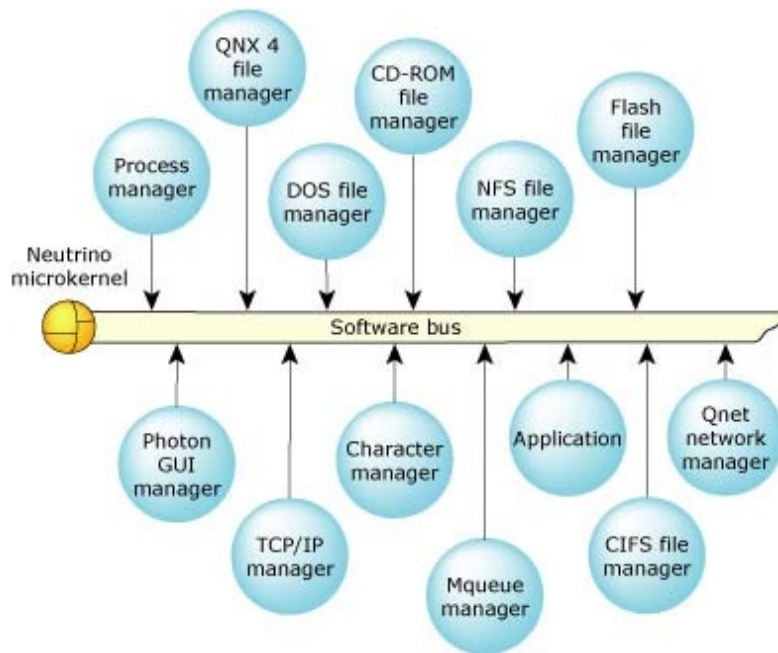 QNX 4
file
manager
CD-ROM
file
manager
Flash
file
manager
Process
manager
DOS file
manager
NFS file
manager
Neutrino
microkernel
Software bus
Photon
GUI
manager
Character
manager
Application
Qnet
network
manager
TCP/IP
manager
Mqueue
manager
CIFS file
manager